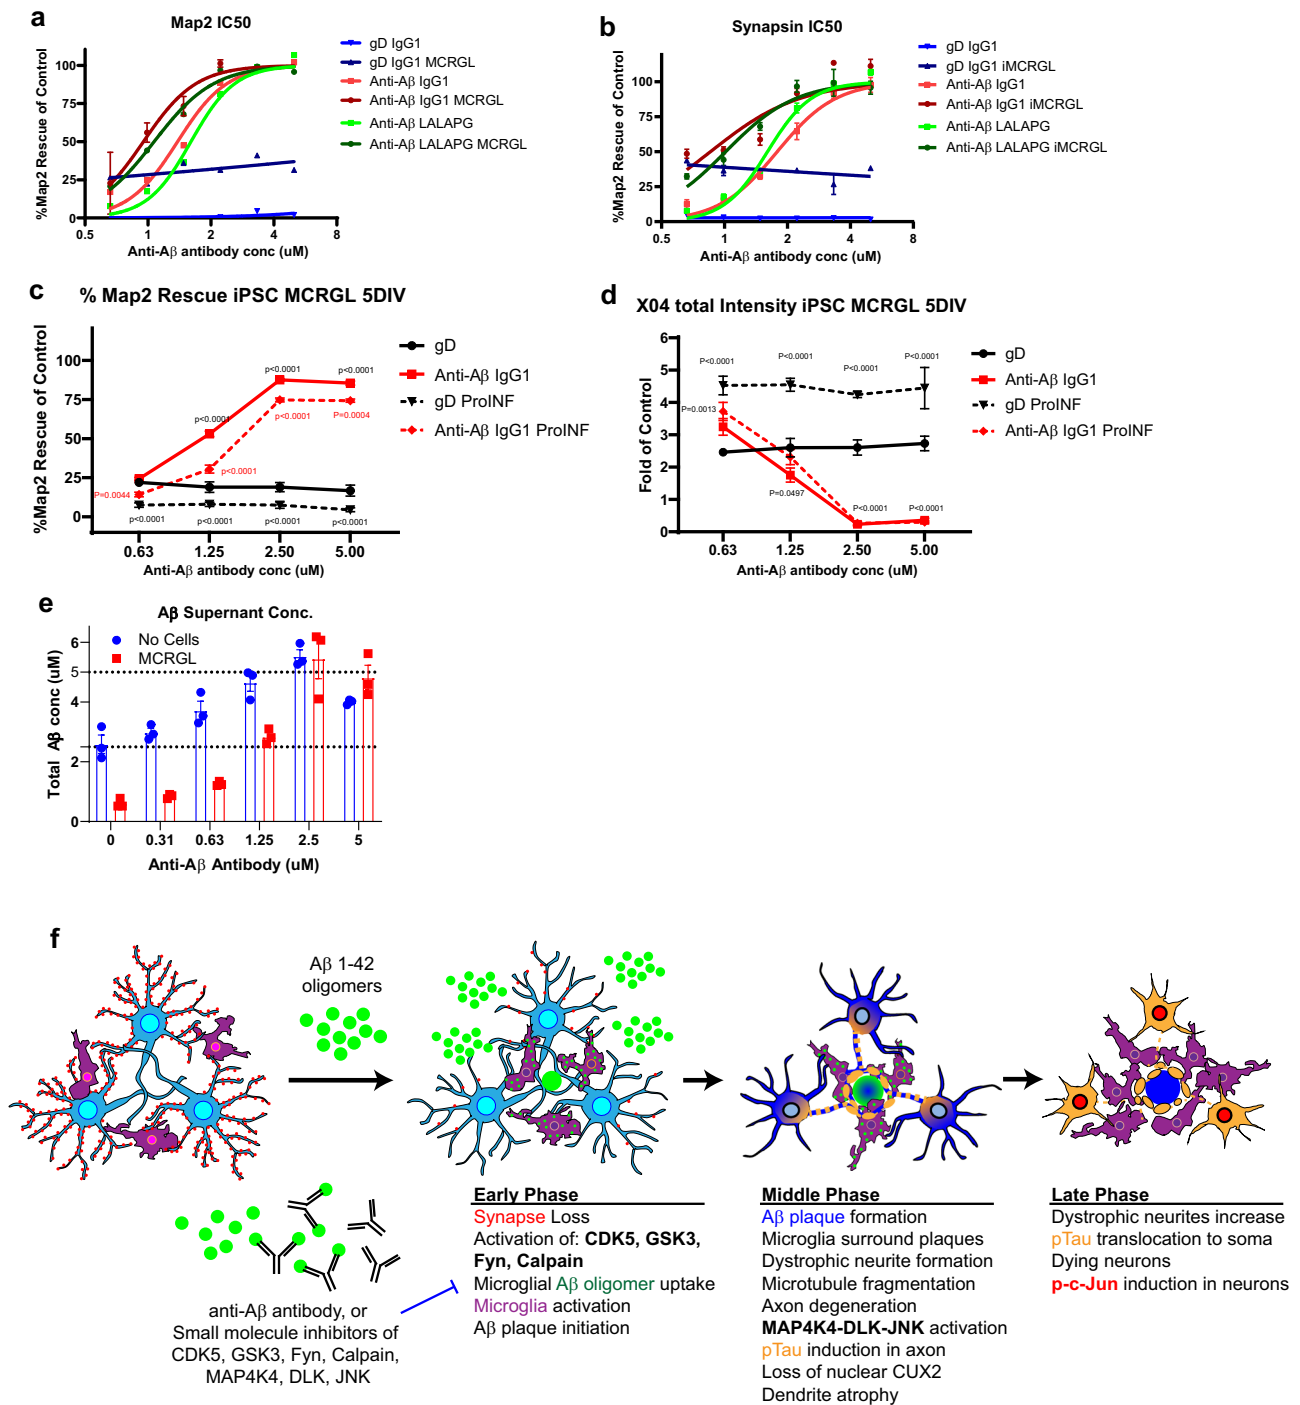 a
Map2 IC50
%Map2 Rescue of Control
100
75
50
25
0
0.5
1
2
4
8
Anti-Aβ antibody conc (uM)
gD IgG1
gD IgG1 MCRGL
Anti-Aβ IgG1
Anti-Aβ IgG1 MCRGL
Anti-Aβ LALAPG
Anti-Aβ LALAPG MCRGL
b
Synapsin IC50
%Map2 Rescue of Control
100
75
50
25
0
0.5
1
2
4
8
Anti-Aβ antibody conc (uM)
gD IgG1
gD IgG1 iMCRGL
Anti-Aβ IgG1
Anti-Aβ IgG1 iMCRGL
Anti-Aβ LALAPG
Anti-Aβ LALAPG iMCRGL
c
% Map2 Rescue iPSC MCRGL 5DIV
%Map2 Rescue of Control
100
75
50
25
0
p<0.0001
p<0.0001
p<0.0001
p<0.0001
P=0.0004
p<0.0001
P=0.0044
p<0.0001
p<0.0001
p<0.0001
p<0.0001
0.63
1.25
2.50
5.00
Anti-Aβ antibody conc (uM)
gD
Anti-Aβ IgG1
gD ProINF
Anti-Aβ IgG1 ProINF
d
X04 total Intensity iPSC MCRGL 5DIV
Fold of Control
6
5
4
3
2
1
0
P<0.0001
P<0.0001
P<0.0001
P<0.0001
P=0.0013
P=0.0497
P<0.0001
P<0.0001
0.63
1.25
2.50
5.00
Anti-Aβ antibody conc (uM)
gD
Anti-Aβ IgG1
gD ProINF
Anti-Aβ IgG1 ProINF
e
Aβ Supernant Conc.
Total Aβ conc (uM)
6
5
4
2
0
No Cells
MCRGL
0
0.31
0.63
1.25
2.5
5
Anti-Aβ Antibody (uM)
f
Aβ 1-42
oligomers
anti-Aβ antibody, or
Small molecule inhibitors of
CDK5, GSK3, Fyn, Calpain,
MAP4K4, DLK, JNK
Early Phase
Synapse Loss
Activation of: CDK5, GSK3,
Fyn, Calpain
Microglial Aβ oligomer uptake
Microglia activation
Aβ plaque initiation
Middle Phase
Aβ plaque formation
Microglia surround plaques
Dystrophic neurite formation
Microtubule fragmentation
Axon degeneration
MAP4K4-DLK-JNK activation
pTau induction in axon
Loss of nuclear CUX2
Dendrite atrophy
Late Phase
Dystrophic neurites increase
pTau translocation to soma
Dying neurons
p-c-Jun induction in neurons